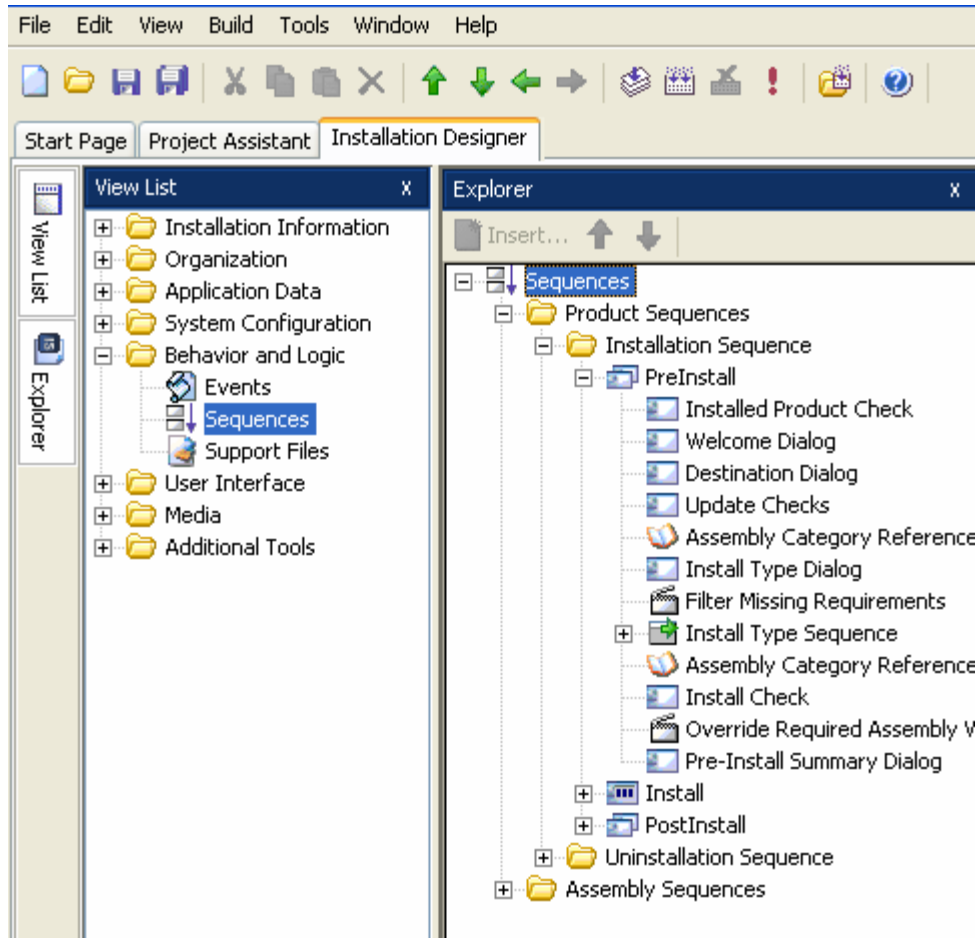 File Edit View Build Tools Window Help
Start Page Project Assistant Installation Designer
View List
Explorer
View List X
Installation Information
Organization
Application Data
System Configuration
Behavior and Logic
Events
Sequences
Support Files
User Interface
Media
Additional Tools
Explorer X
Insert...
Sequences
Product Sequences
Installation Sequence
PreInstall
Installed Product Check
Welcome Dialog
Destination Dialog
Update Checks
Assembly Category Reference
Install Type Dialog
Filter Missing Requirements
Install Type Sequence
Assembly Category Reference
Install Check
Override Required Assembly
Pre-Install Summary Dialog
Install
PostInstall
Uninstallation Sequence
Assembly Sequences